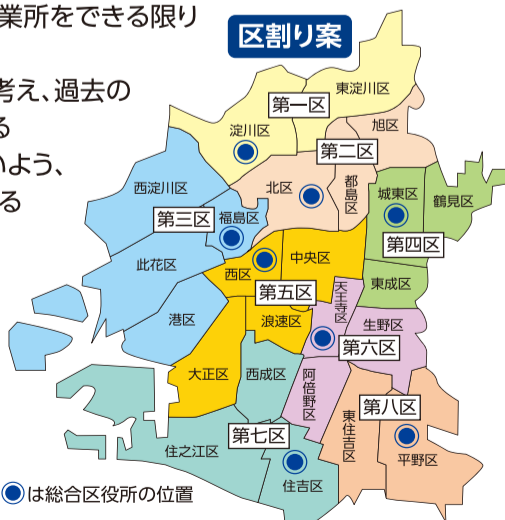 業所をできる限り
考え、過去の
る
いよう、
る
区割り案
東淀川区
第一区
淀川区
旭区
第二区
都島区
北区
西淀川区
城東区
鶴見区
第三区
福島区
第四区
此花区
西区
中央区
東成区
第五区
天王寺区
港区
浪速区
生野区
第六区
大正区
西成区
阿倍野区
第八区
東住吉区
第七区
住之江区
住吉区
平野区
は総合区役所の位置